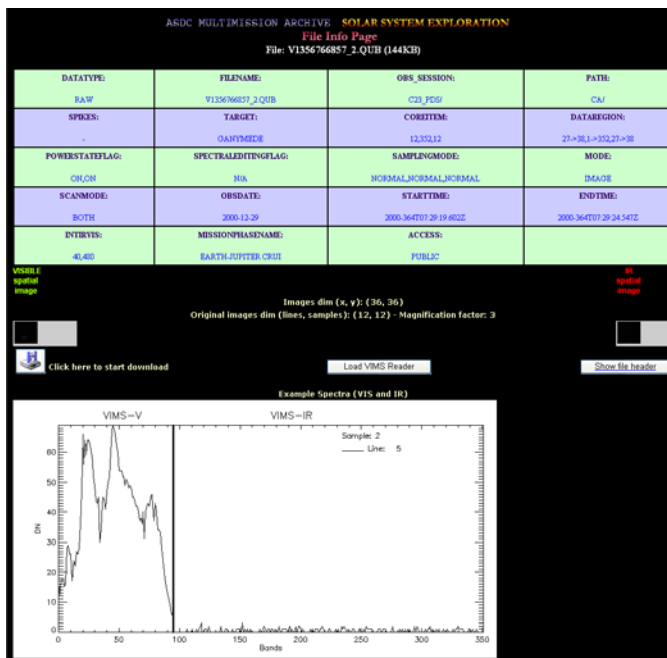 ASDC MULTIMISSION ARCHIVE SOLAR SYSTEM EXPLORATION
File Info Page
File: V1356766857_2.QUB (144KB)
DATATYPE: FILENAME: OBS_SESSION: PATH:
RAW V1356766857_2.QUB C23_PDS/ CA/
SPIKES: TARGET: COREITEM: DATAREGION:
- GANYMEDE 12,352,12 27->38,1->352,27->38
POWERSTATEFLAG: SPECTRALEDITINGFLAG: SAMPLINGMODE: MODE:
ON,ON N/A NORMAL,NORMAL,NORMAL IMAGE
SCANMODE: OBSDATE: STARTTIME: ENDTIME:
BOTH 2000-12-29 2000-364T07:29:19.602Z 2000-364T07:29:24.547Z
INTIRVIS: MISSIONPHASENAME: ACCESS:
40,480 EARTH-JUPITER CRUI PUBLIC
VISIBLE IR
spatial spatial
image image
Images dim (x, y): (36, 36)
Original images dim (lines, samples): (12, 12) - Magnification factor: 3
Click here to start download Load VIMS Reader Show file header
Example Spectra (VIS and IR)
VIMS-V VIMS-IR
Sample: 2
Line: 5
60
50
40
30
20
10
0
DN
0 50 100 150 200 250 300 350
Bands